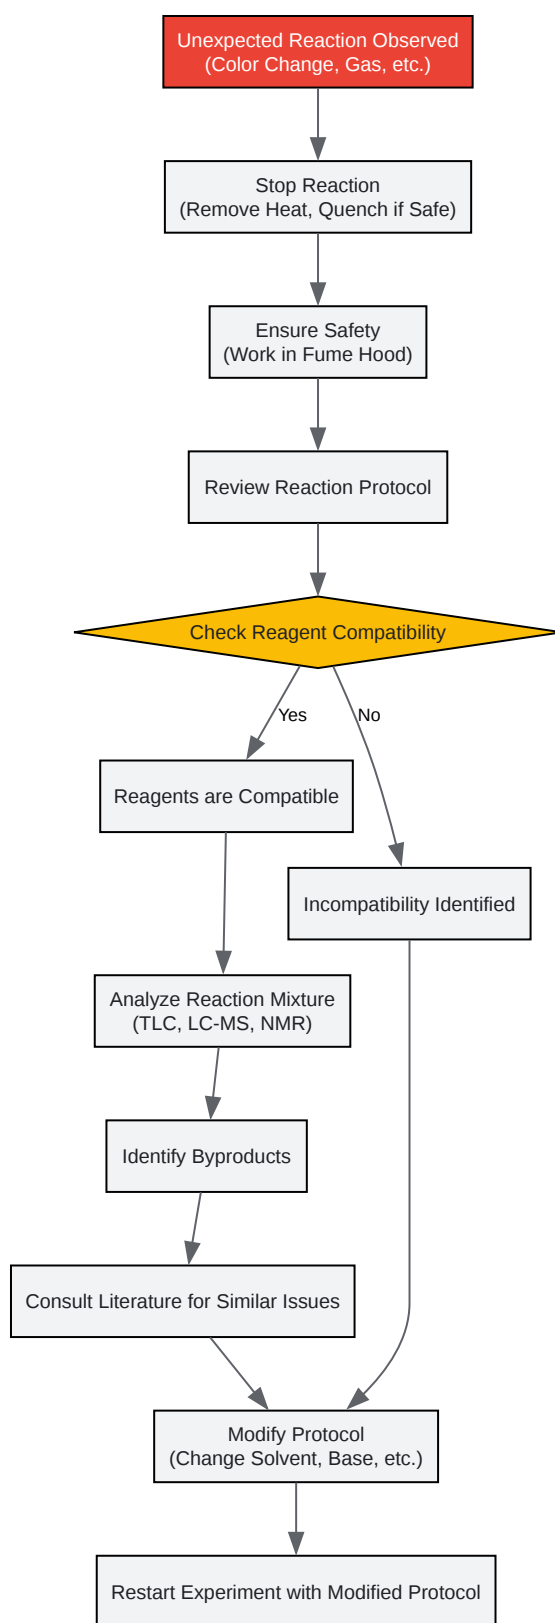 Unexpected Reaction Observed
(Color Change, Gas, etc.)
Stop Reaction
(Remove Heat, Quench if Safe)
Ensure Safety
(Work in Fume Hood)
Review Reaction Protocol
Check Reagent Compatibility
Yes
No
Reagents are Compatible
Incompatibility Identified
Analyze Reaction Mixture
(TLC, LC-MS, NMR)
Identify Byproducts
Consult Literature for Similar Issues
Modify Protocol
(Change Solvent, Base, etc.)
Restart Experiment with Modified Protocol